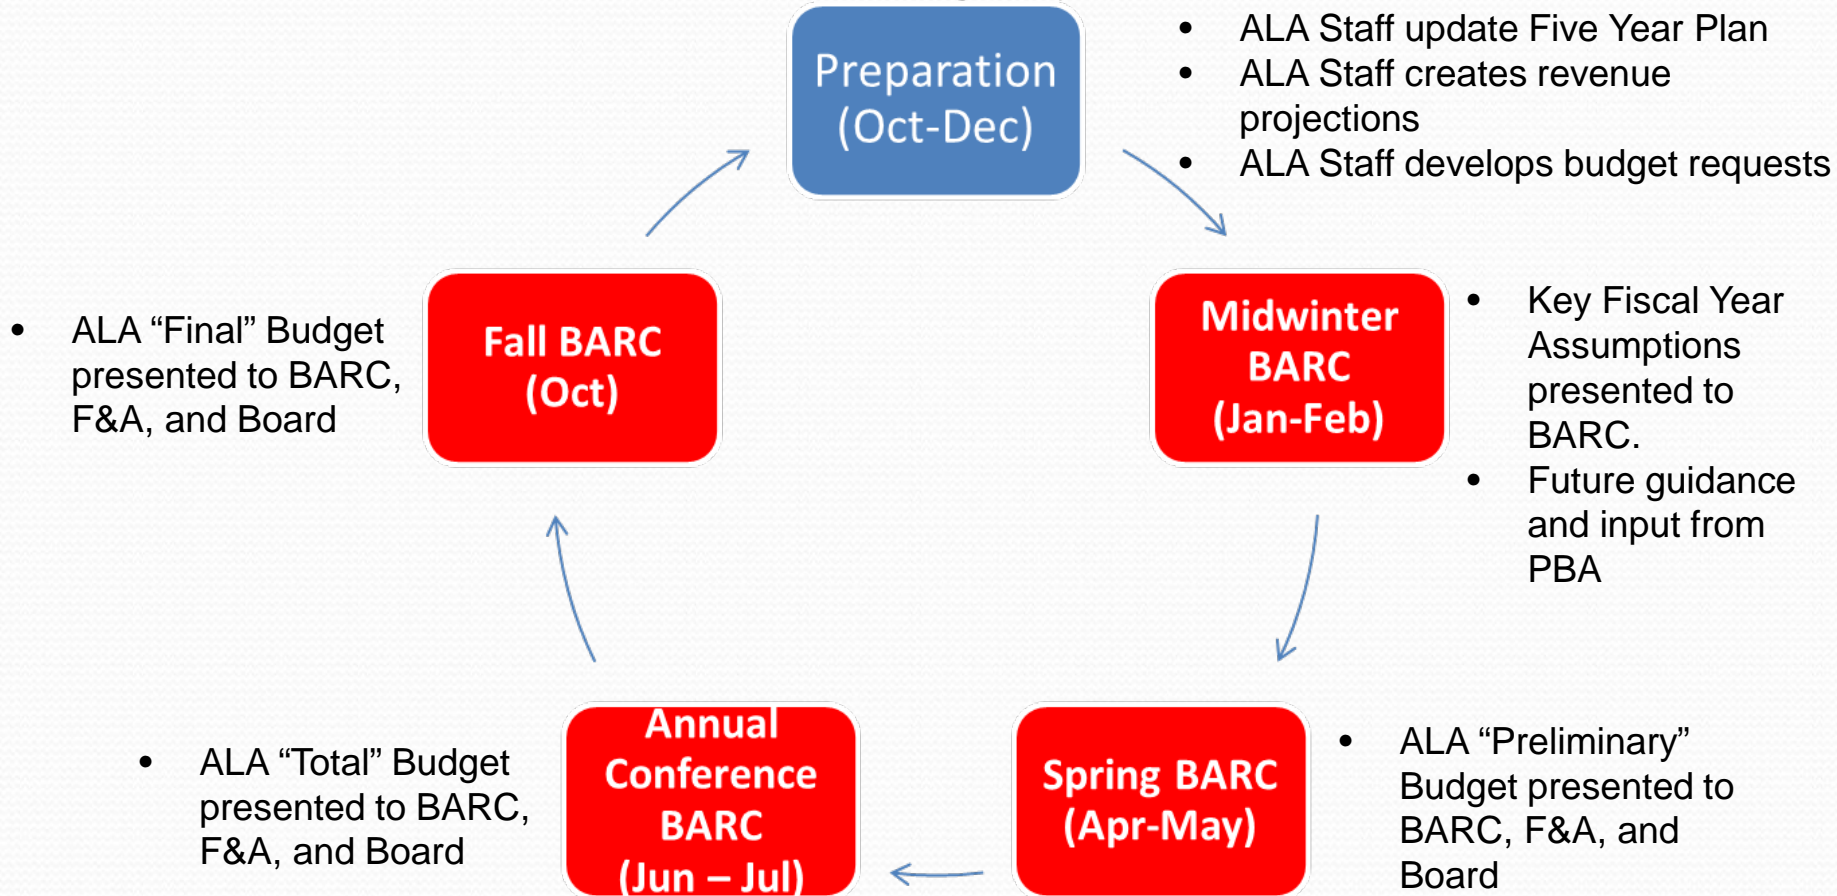 Preparation
(Oct-Dec)
• ALA Staff update Five Year Plan
• ALA Staff creates revenue
projections
• ALA Staff develops budget requests
Midwinter
BARC
(Jan-Feb)
• Key Fiscal Year
Assumptions
presented to
BARC.
• Future guidance
and input from
PBA
Spring BARC
(Apr-May)
• ALA “Preliminary”
Budget presented to
BARC, F&A, and
Board
Annual
Conference
BARC
(Jun – Jul)
• ALA “Total” Budget
presented to BARC,
F&A, and Board
Fall BARC
(Oct)
• ALA “Final” Budget
presented to BARC,
F&A, and Board